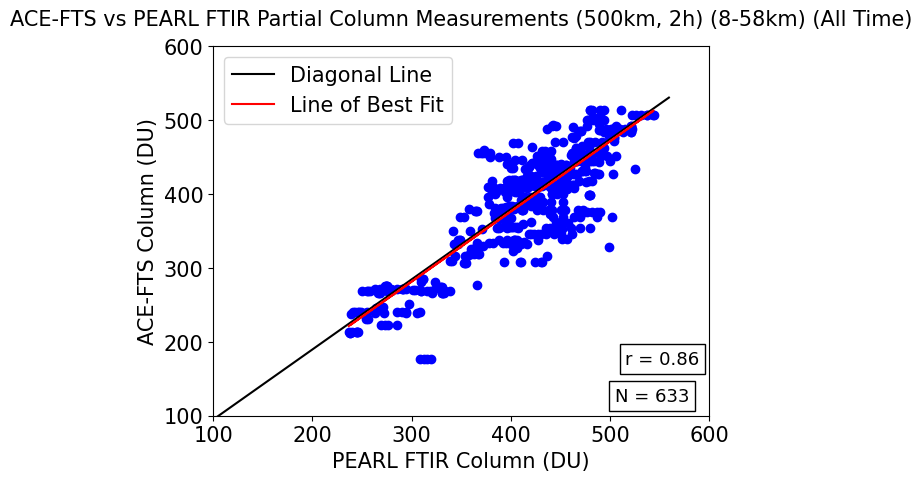 ACE-FTS vs PEARL FTIR Partial Column Measurements (500km, 2h) (8-58km) (All Time)
600
Diagonal Line
Line of Best Fit
500
400
300
200
100
ACE-FTS Column (DU)
r = 0.86
N = 633
100 200 300 400 500 600
PEARL FTIR Column (DU)